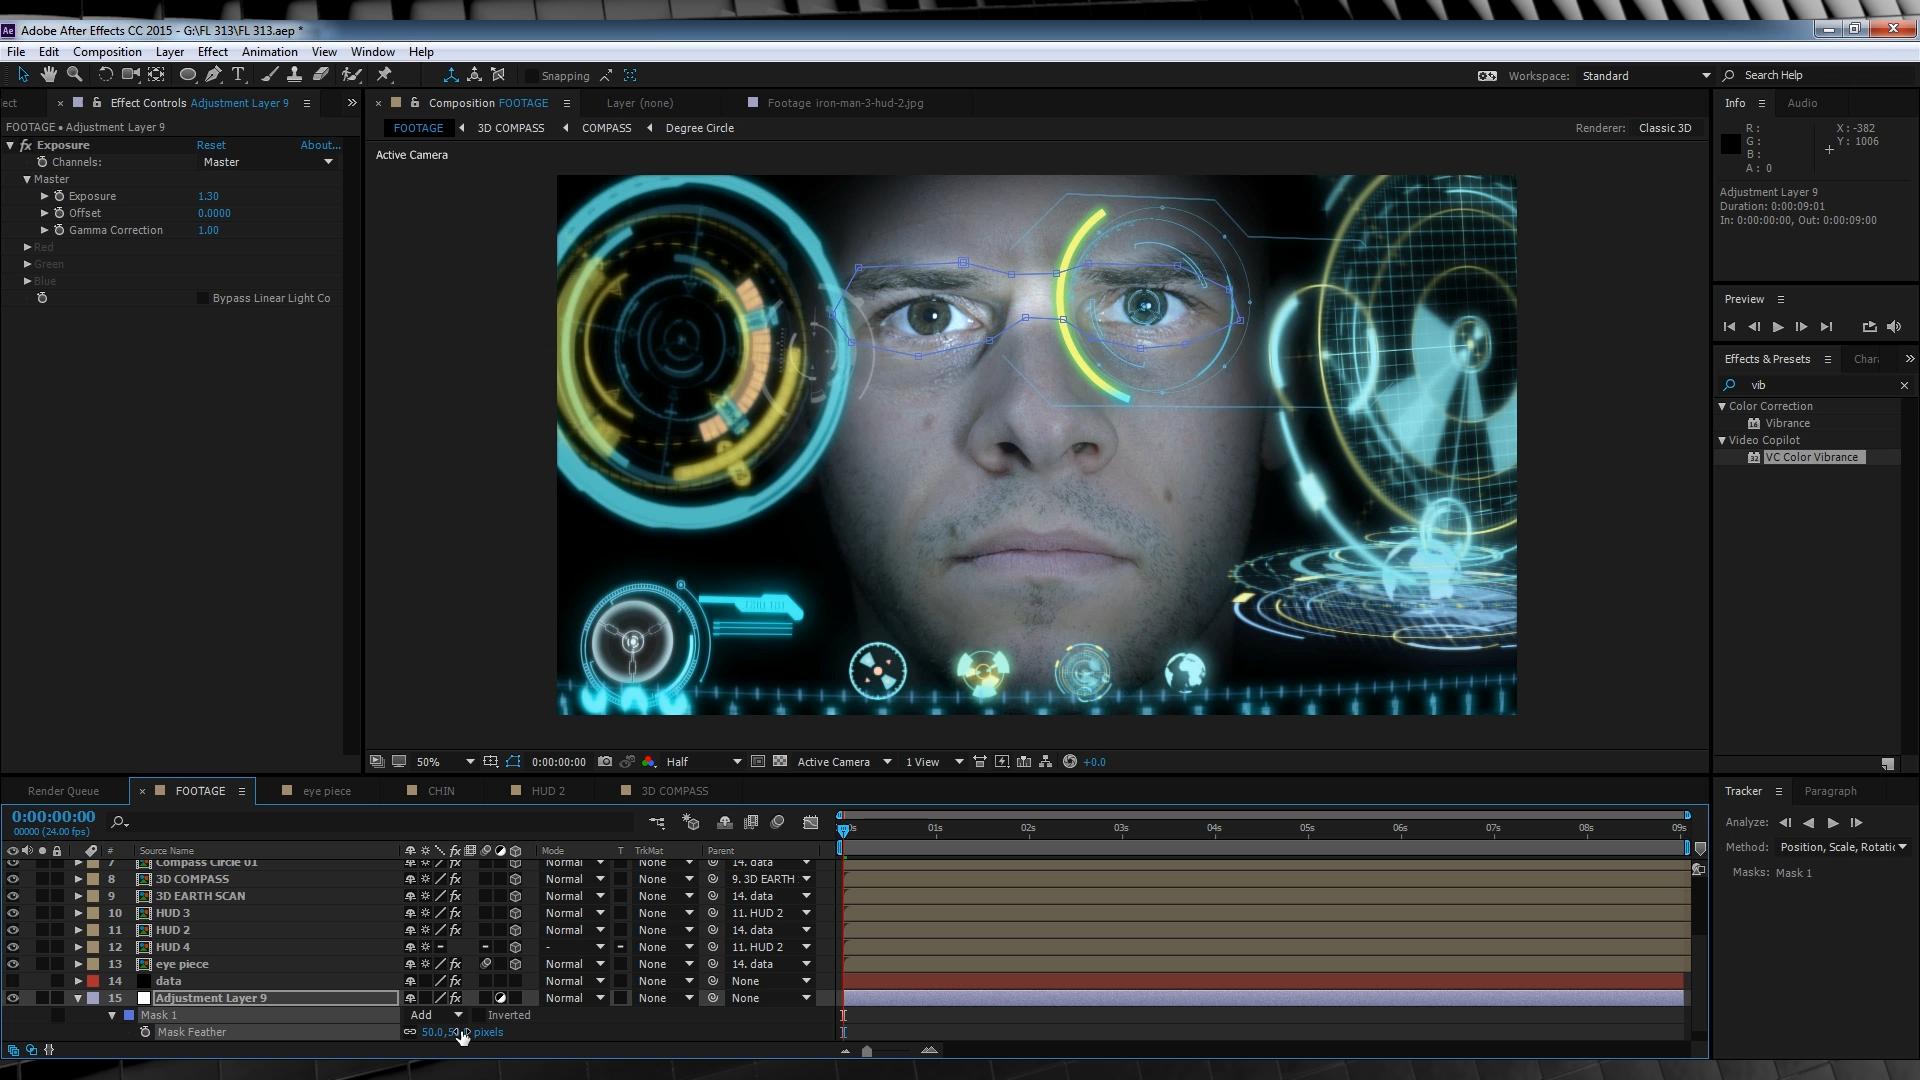 Adobe After Effects CC 2015 - G:\FL 313\FL 313.aep *
File Edit Composition Layer Effect Animation View Window Help
Snapping
Workspace: Standard
Search Help
ect
Effect Controls Adjustment Layer 9
FOOTAGE • Adjustment Layer 9
fx Exposure Reset About...
Channels: Master
Master
Exposure 1.30
Offset 0.0000
Gamma Correction 1.00
Red
Green
Blue
Bypass Linear Light Co
Composition FOOTAGE
Layer (none)
Footage iron-man-3-hud-2.jpg
FOOTAGE 3D COMPASS COMPASS Degree Circle
Renderer: Classic 3D
Active Camera
50% 0:00:00:00 Half Active Camera 1 View +0.0
Info Audio
R: X: -382
G: Y: 1006
B:
A: 0
Adjustment Layer 9
Duration: 0:00:09:01
In: 0:00:00:00, Out: 0:00:09:00
Preview
Effects & Presets
vib
Color Correction
Vibrance
Video Copilot
VC Color Vibrance
Render Queue FOOTAGE eye piece CHIN HUD 2 3D COMPASS
0:00:00:00
00000 (24.00 fps)
01s 02s 03s 04s 05s 06s 07s 08s 09s
# Source Name Mode T TrkMat Parent
7 Compass Circle 01 Normal None 14. data
8 3D COMPASS Normal None 9. 3D EARTH
9 3D EARTH SCAN Normal None 14. data
10 HUD 3 Normal None 11. HUD 2
11 HUD 2 Normal None 14. data
12 HUD 4 - None 11. HUD 2
13 eye piece Normal None 14. data
14 data Normal None None
15 Adjustment Layer 9 Normal None None
Mask 1 Add Inverted
Mask Feather 50.0, pixels
Tracker Paragraph
Analyze:
Method: Position, Scale, Rotatic
Masks: Mask 1